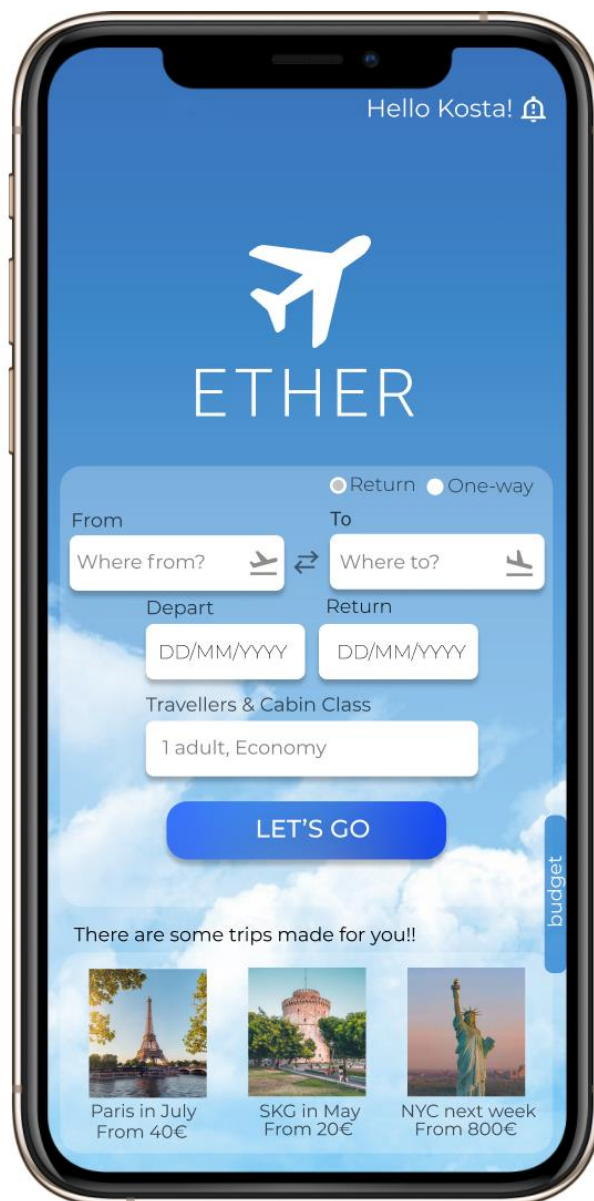 Hello Kosta!
ETHER
Return One-way
From To
Where from? Where to?
Depart Return
DD/MM/YYYY DD/MM/YYYY
Travellers & Cabin Class
1 adult, Economy
LET'S GO
budget
There are some trips made for you!!
Paris in July SKG in May NYC next week
From 40€ From 20€ From 800€